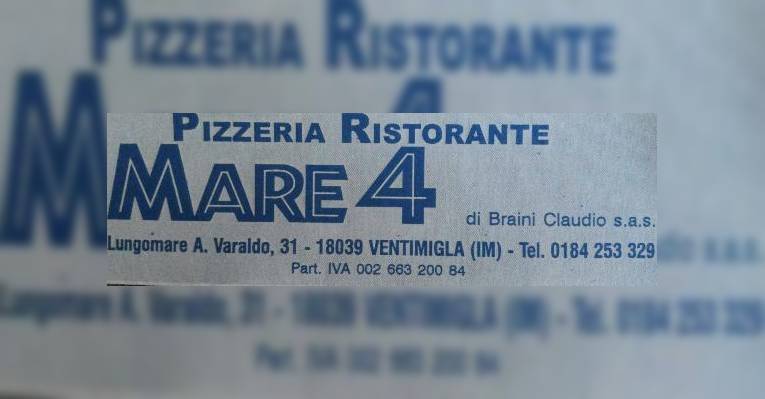 PIZZERIA RISTORANTE
MARE 4
di Braini Claudio s.a.s.
Lungomare A. Varaldo, 31 - 18039 VENTIMIGLIA (IM) - Tel. 0184 253 329
Part. IVA 002 663 200 84